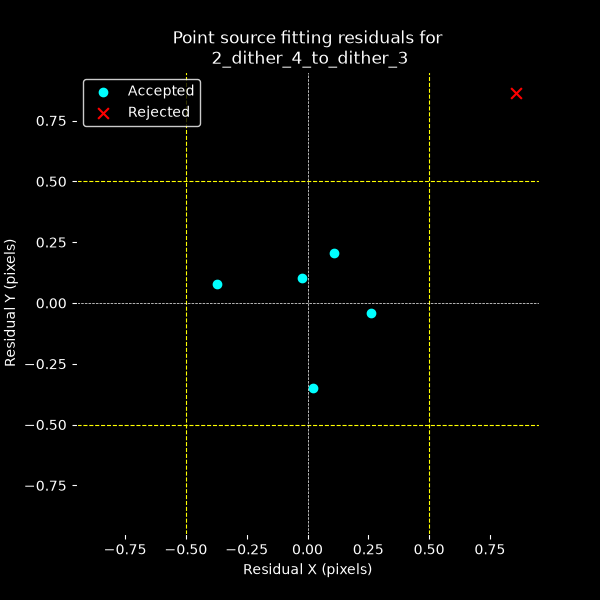 Point source fitting residuals for
2_dither_4_to_dither_3
Accepted
Rejected
Residual Y (pixels)
0.75
0.50
0.25
0.00
−0.25
−0.50
−0.75
−0.75
−0.50
−0.25
0.00
0.25
0.50
0.75
Residual X (pixels)